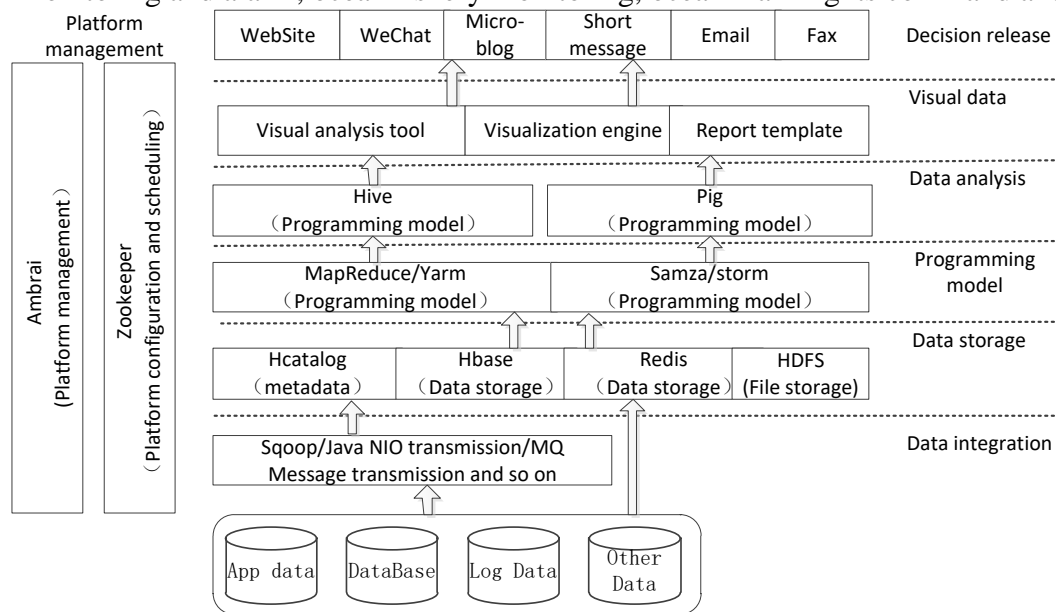 Platform
management
WebSite
WeChat
Micro-
blog
Short
message
Email
Fax
Decision release
Visual data
Visual analysis tool
Visualization engine
Report template
Data analysis
Hive
（Programming model）
Pig
（Programming model）
Programming
model
MapReduce/Yarm
（Programming model）
Samza/storm
（Programming model）
Data storage
Hcatalog
（metadata）
Hbase
（Data storage）
Redis
（Data storage）
HDFS
(File storage)
Data integration
Sqoop/Java NIO transmission/MQ
Message transmission and so on
App data
DataBase
Log Data
Other
Data
Ambrai
(Platform management）
Zookeeper
（Platform configuration and scheduling）